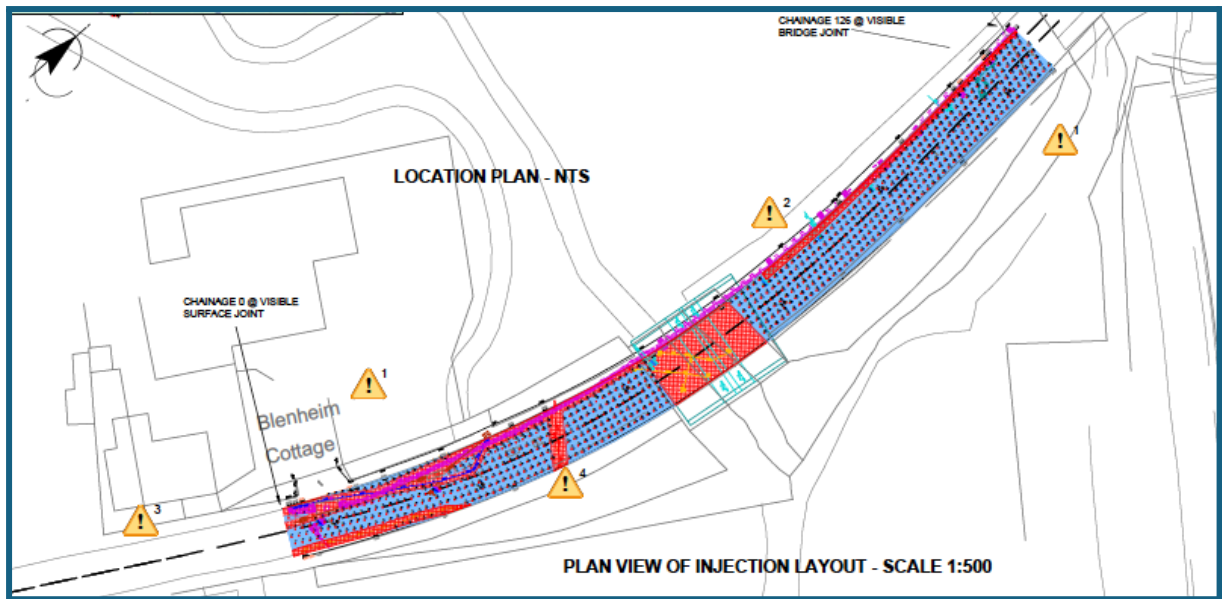 CHAINAGE 126 @ VISIBLE
BRIDGE JOINT
1
2
LOCATION PLAN - NTS
CHAINAGE 0 @ VISIBLE
SURFACE JOINT
1
Blenheim
Cottage
4
3
PLAN VIEW OF INJECTION LAYOUT - SCALE 1:500